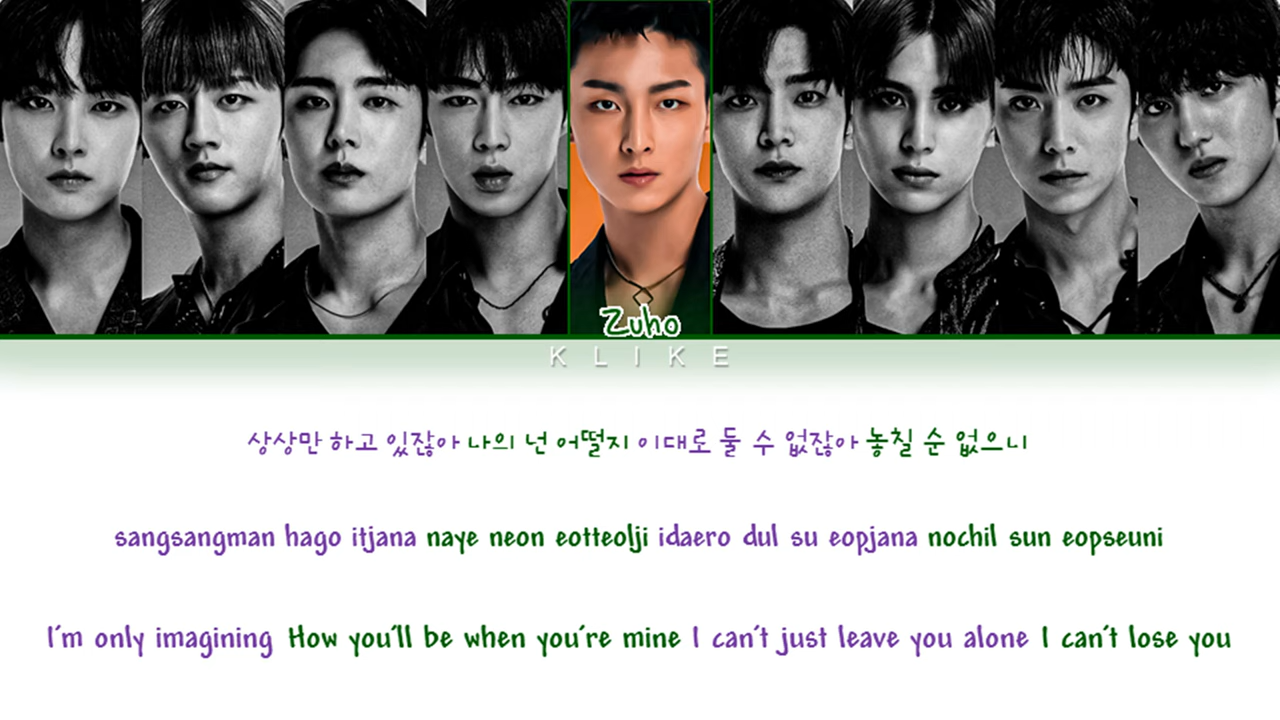 Zuho
KLIKE
상상만 하고 있잖아 나의 넌 어떨지 이대로 둘 수 없잖아 놓칠 순 없으니
sangsangman hago itjana naye neon eotteolji idaero dul su eopjana nochil sun eopseuni
I'm only imagining How you'll be when you're mine I can't just leave you alone I can't lose you